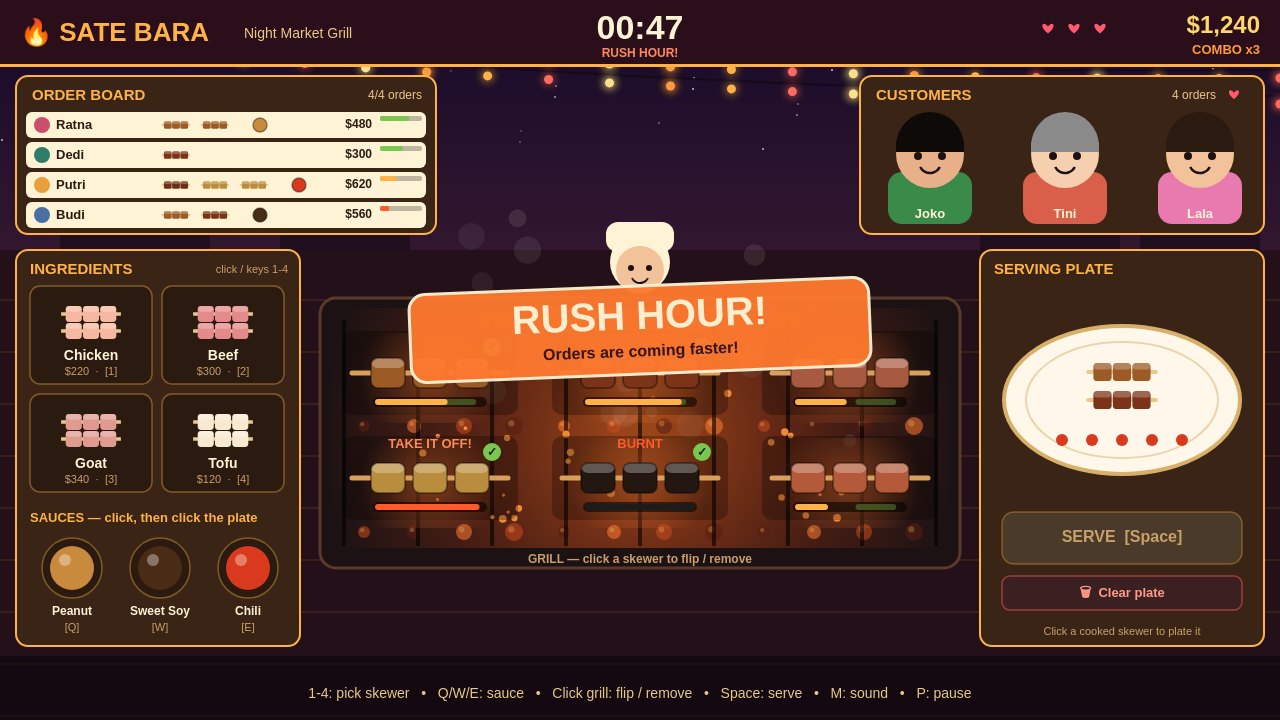 🔥 SATE BARA
Night Market Grill
00:47
RUSH HOUR!
$1,240
COMBO x3
ORDER BOARD
4/4 orders
Ratna $480
Dedi $300
Putri $620
Budi $560
CUSTOMERS
4 orders
Joko
Tini
Lala
INGREDIENTS
click / keys 1-4
Chicken
$220 · [1]
Beef
$300 · [2]
Goat
$340 · [3]
Tofu
$120 · [4]
SAUCES — click, then click the plate
Peanut
[Q]
Sweet Soy
[W]
Chili
[E]
RUSH HOUR!
Orders are coming faster!
TAKE IT OFF!
BURNT
GRILL — click a skewer to flip / remove
SERVING PLATE
SERVE [Space]
Clear plate
Click a cooked skewer to plate it
1-4: pick skewer • Q/W/E: sauce • Click grill: flip / remove • Space: serve • M: sound • P: pause